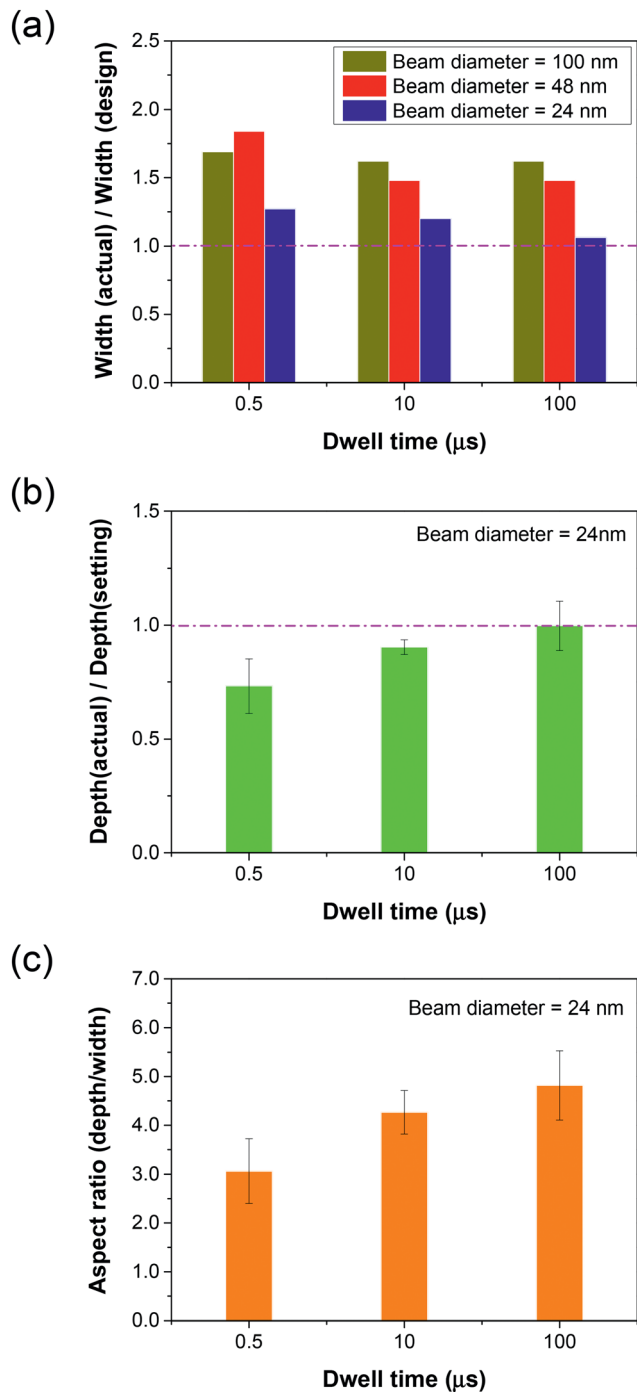 (a)
Width (actual) / Width (design)
2.5
2.0
1.5
1.0
0.5
0.0
Beam diameter = 100 nm
Beam diameter = 48 nm
Beam diameter = 24 nm
0.5 10 100
Dwell time (μs)
(b)
Depth(actual) / Depth(setting)
1.5
1.0
0.5
0.0
Beam diameter = 24nm
0.5 10 100
Dwell time (μs)
(c)
Aspect ratio (depth/width)
7.0
6.0
5.0
4.0
3.0
2.0
1.0
0.0
Beam diameter = 24 nm
0.5 10 100
Dwell time (μs)